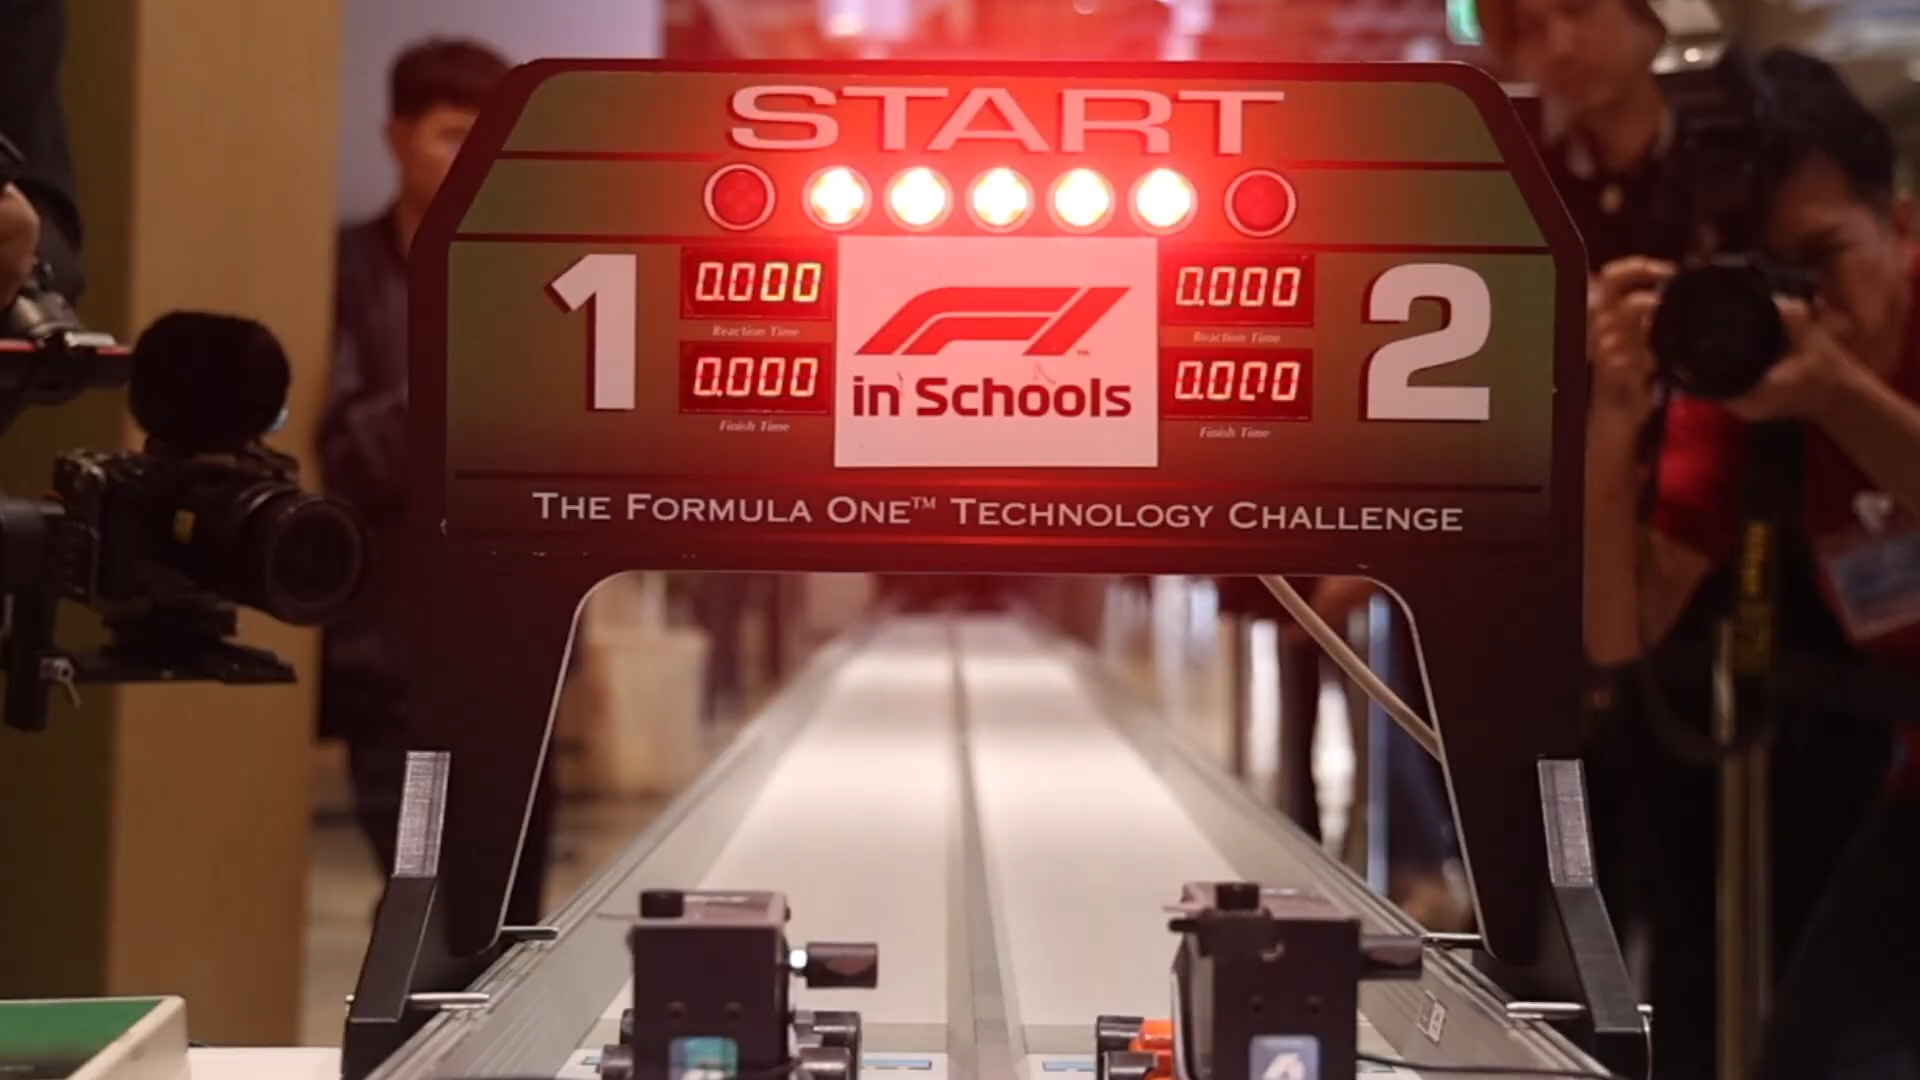 START
1
0.000
Reaction Time
0.000
Finish Time
F1™
in Schools
0.000
Reaction Time
0.000
Finish Time
2
THE FORMULA ONE™ TECHNOLOGY CHALLENGE